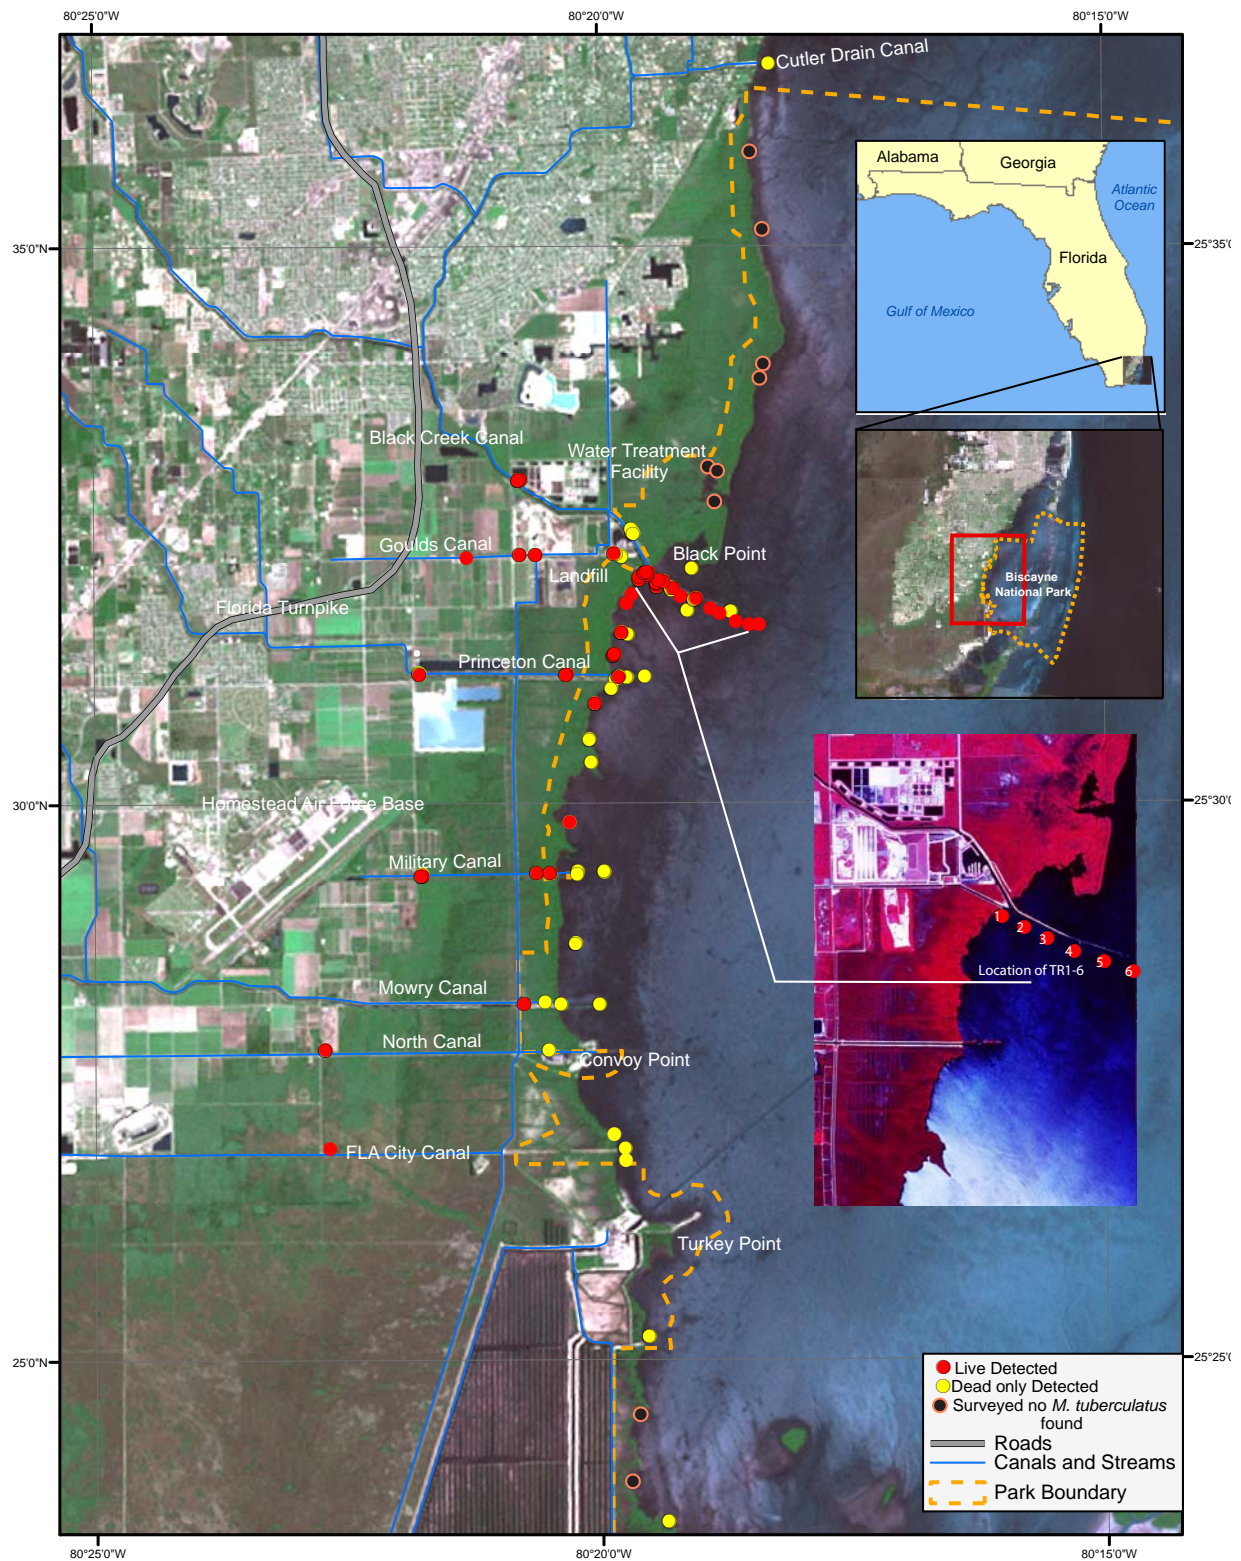 80°25'0"W
80°20'0"W
80°15'0"W
Cutler Drain Canal
Alabama
Georgia
Atlantic
Ocean
35'0"N
25°35'(
Florida
Gulf of Mexico
Black Creek Canal
Water Treatment
Facility
Goulds Canal
Black Point
Landfill
Biscayne
National Park
Florida Turnpike
Princeton Canal
30'0"N
25°30'(
Homestead Air Force Base
Military Canal
1
2
3
4
5
6
Location of TR1-6
Mowry Canal
North Canal
Convoy Point
FLA City Canal
Turkey Point
25'0"N
25°25'(
Live Detected
Dead only Detected
Surveyed no M. tuberculatus
found
Roads
Canals and Streams
Park Boundary
80°25'0"W
80°20'0"W
80°15'0"W